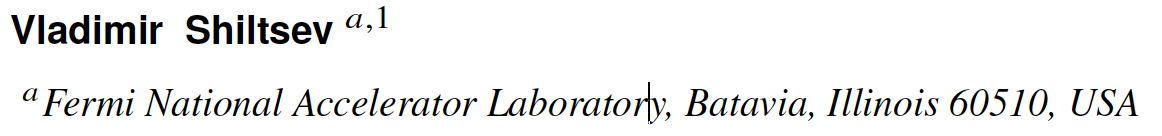 Vladimir Shiltsev a,1
a Fermi National Accelerator Laboratory, Batavia, Illinois 60510, USA